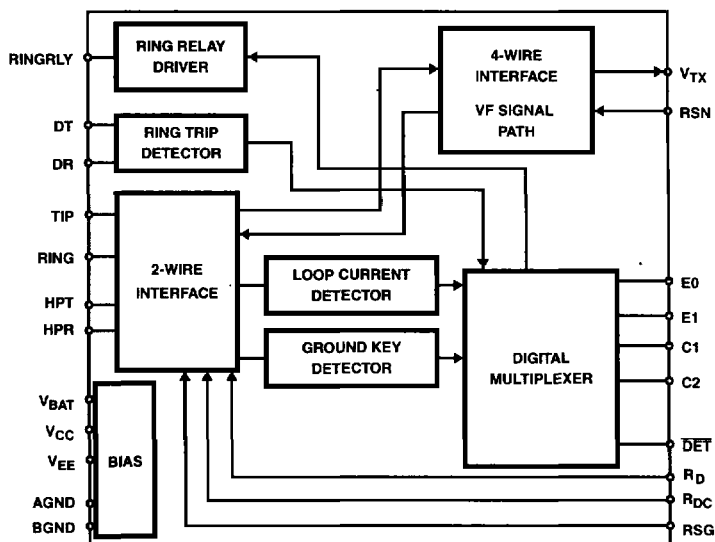 RINGRLY
RING RELAY
DRIVER
4-WIRE
INTERFACE
VF SIGNAL
PATH
VTX
RSN
DT
DR
RING TRIP
DETECTOR
TIP
RING
HPT
HPR
2-WIRE
INTERFACE
LOOP CURRENT
DETECTOR
GROUND KEY
DETECTOR
DIGITAL
MULTIPLEXER
E0
E1
C1
C2
DET
VBAT
VCC
VEE
AGND
BGND
BIAS
RD
RDC
RSG